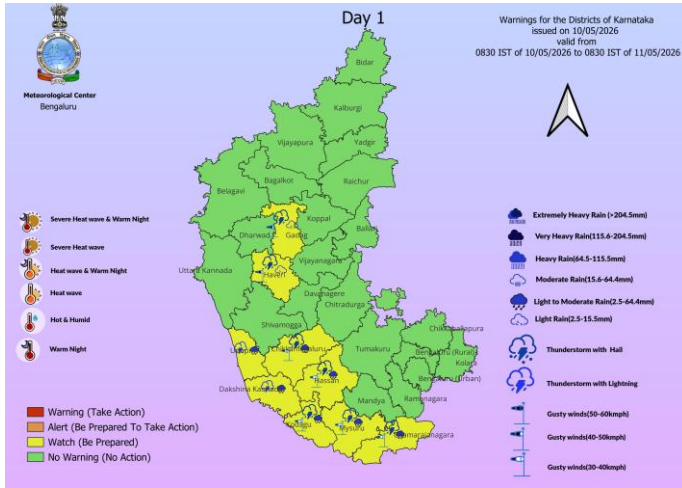 Day 1
Warnings for the Districts of Karnataka
issued on 10/05/2026
valid from
0830 IST of 10/05/2026 to 0830 IST of 11/05/2026
Meteorological Center
Bengaluru
Bidar
Kalburgi
Vijayapura
Yadgir
Bagalkot
Raichur
Belagavi
Koppal
Gadag
Dharwad
Ballari
Uttara Kannada
Haveri
Vijayanagara
Davanagere
Chitradurga
Shivamogga
Udupi
Chikkamagaluru
Tumakuru
Chikkaballapura
Bengaluru (Rural)
Kolara
Bengaluru (Urban)
Hassan
Dakshina Kannada
Mandya
Ramanagara
Kodagu
Mysuru
Chamarajanagara
Severe Heat wave & Warm Night
Severe Heat wave
Heat wave & Warm Night
Heat wave
Hot & Humid
Warm Night
Warning (Take Action)
Alert (Be Prepared To Take Action)
Watch (Be Prepared)
No Warning (No Action)
Extremely Heavy Rain (>204.5mm)
Very Heavy Rain(115.6-204.5mm)
Heavy Rain(64.5-115.5mm)
Moderate Rain(15.6-64.4mm)
Light to Moderate Rain(2.5-64.4mm)
Light Rain(2.5-15.5mm)
Thunderstorm with Hail
Thunderstorm with Lightning
Gusty winds(50-60kmph)
Gusty winds(40-50kmph)
Gusty winds(30-40kmph)